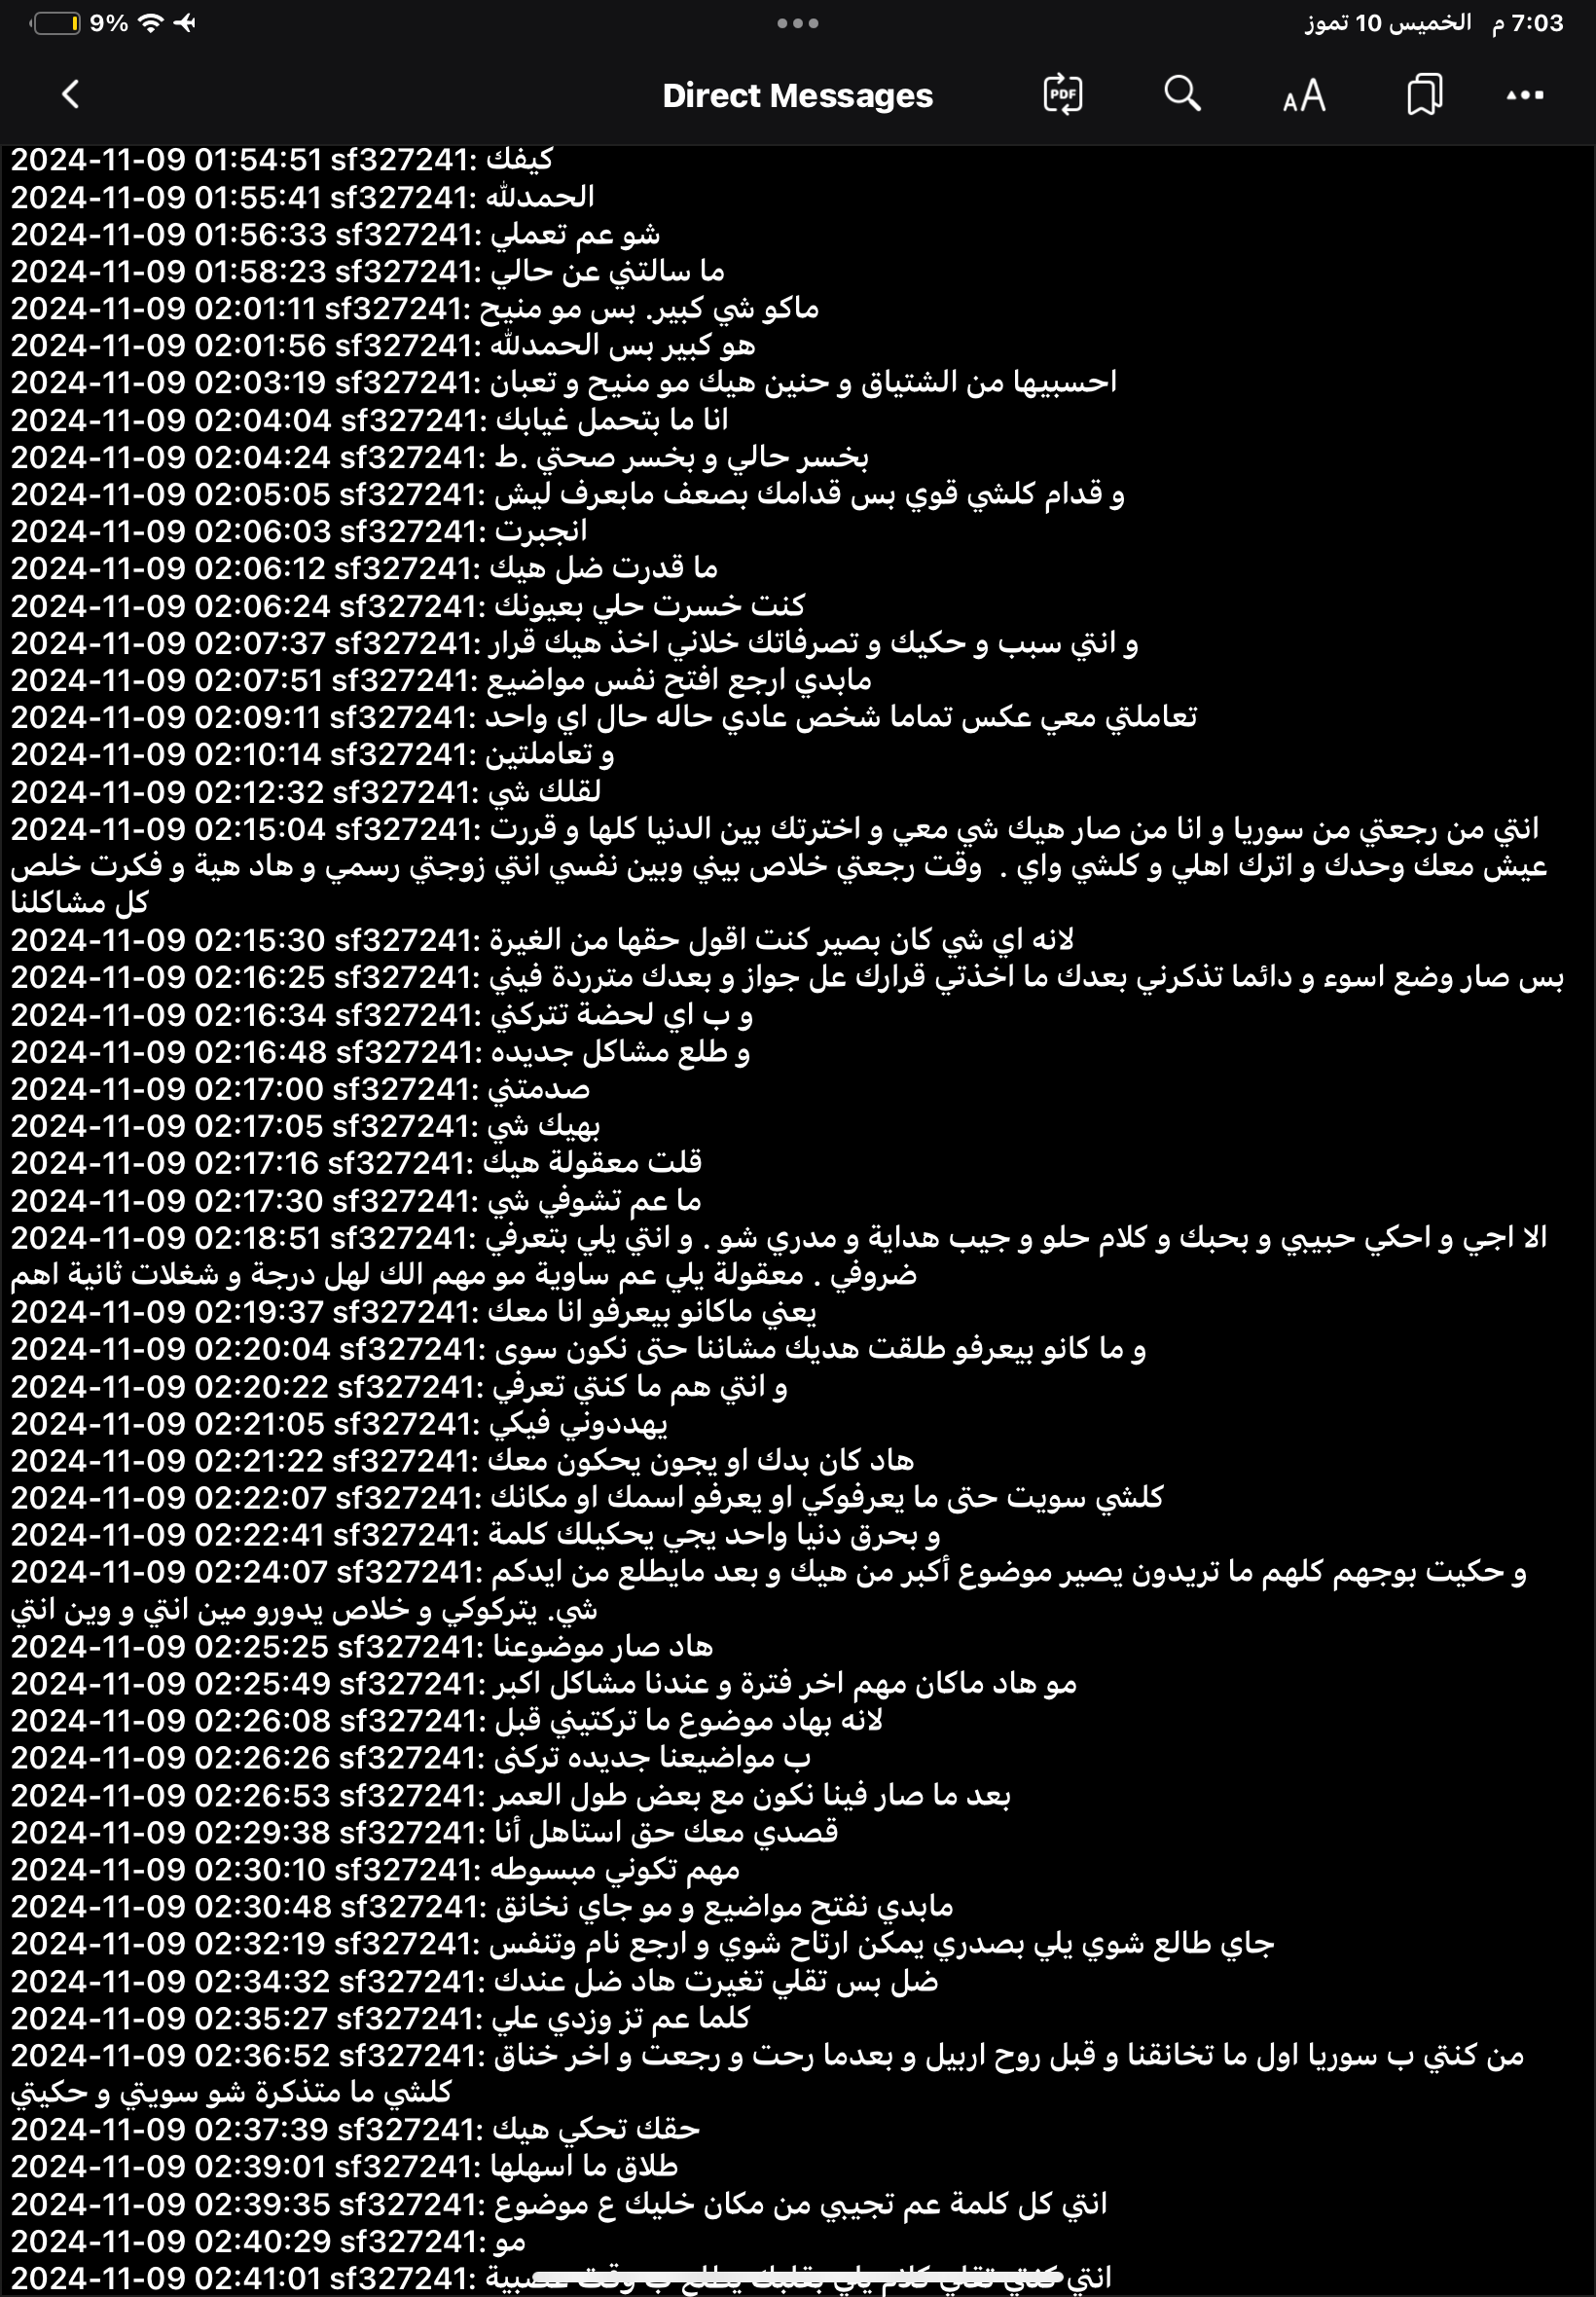 9%
7:03 م الخميس 10 تموز
Direct Messages
PDF
AA
2024-11-09 01:54:51 sf327241: كيفك
2024-11-09 01:55:41 sf327241: الحمدلله
2024-11-09 01:56:33 sf327241: شو عم تعملي
2024-11-09 01:58:23 sf327241: ما سالتني عن حالي
2024-11-09 02:01:11 sf327241: ماكو شي كبير. بس مو منيح
2024-11-09 02:01:56 sf327241: هو كبير بس الحمدلله
2024-11-09 02:03:19 sf327241: احسبيها من الشتياق و حنين هيك مو منيح و تعبان
2024-11-09 02:04:04 sf327241: انا ما بتحمل غيابك
2024-11-09 02:04:24 sf327241: بخسر حالي و بخسر صحتي .ط
2024-11-09 02:05:05 sf327241: و قدام كلشي قوي بس قدامك بصعف مابعرف ليش
2024-11-09 02:06:03 sf327241: انجبرت
2024-11-09 02:06:12 sf327241: ما قدرت ضل هيك
2024-11-09 02:06:24 sf327241: كنت خسرت حلي بعيونك
2024-11-09 02:07:37 sf327241: و انتي سبب و حكيك و تصرفاتك خلاني اخذ هيك قرار
2024-11-09 02:07:51 sf327241: مابدي ارجع افتح نفس مواضيع
2024-11-09 02:09:11 sf327241: تعاملتي معي عكس تماما شخص عادي حاله حال اي واحد
2024-11-09 02:10:14 sf327241: و تعاملتين
2024-11-09 02:12:32 sf327241: لقلك شي
2024-11-09 02:15:04 sf327241: انتي من رجعتي من سوريا و انا من صار هيك شي معي و اخترتك بين الدنيا كلها و قررت
عيش معك وحدك و اترك اهلي و كلشي واي . وقت رجعتي خلاص بيني وبين نفسي انتي زوجتي رسمي و هاد هية و فكرت خلص
كل مشاكلنا
2024-11-09 02:15:30 sf327241: لانه اي شي كان بصير كنت اقول حقها من الغيرة
2024-11-09 02:16:25 sf327241: بس صار وضع اسوء و دائما تذكرني بعدك ما اخذتي قرارك عل جواز و بعدك مترردة فيني
2024-11-09 02:16:34 sf327241: و ب اي لحضة تتركني
2024-11-09 02:16:48 sf327241: و طلع مشاكل جديده
2024-11-09 02:17:00 sf327241: صدمتني
2024-11-09 02:17:05 sf327241: بهيك شي
2024-11-09 02:17:16 sf327241: قلت معقولة هيك
2024-11-09 02:17:30 sf327241: ما عم تشوفي شي
2024-11-09 02:18:51 sf327241: الا اجي و احكي حبيبي و بحبك و كلام حلو و جيب هداية و مدري شو . و انتي يلي بتعرفي
ضروفي . معقولة يلي عم ساوية مو مهم الك لهل درجة و شغلات ثانية اهم
2024-11-09 02:19:37 sf327241: يعني ماكانو بيعرفو انا معك
2024-11-09 02:20:04 sf327241: و ما كانو بيعرفو طلقت هديك مشاننا حتى نكون سوى
2024-11-09 02:20:22 sf327241: و انتي هم ما كنتي تعرفي
2024-11-09 02:21:05 sf327241: يهددوني فيكي
2024-11-09 02:21:22 sf327241: هاد كان بدك او يجون يحكون معك
2024-11-09 02:22:07 sf327241: كلشي سويت حتى ما يعرفوكي او يعرفو اسمك او مكانك
2024-11-09 02:22:41 sf327241: و بحرق دنيا واحد يجي يحكيلك كلمة
2024-11-09 02:24:07 sf327241: و حكيت بوجهم كلهم ما تريدون يصير موضوع أكبر من هيك و بعد مايطلع من ايدكم
شي. يتركوكي و خلاص يدورو مين انتي و وين انتي
2024-11-09 02:25:25 sf327241: هاد صار موضوعنا
2024-11-09 02:25:49 sf327241: مو هاد ماكان مهم اخر فترة و عندنا مشاكل اكبر
2024-11-09 02:26:08 sf327241: لانه بهاد موضوع ما تركتيني قبل
2024-11-09 02:26:26 sf327241: ب مواضيعنا جديده تركنى
2024-11-09 02:26:53 sf327241: بعد ما صار فينا نكون مع بعض طول العمر
2024-11-09 02:29:38 sf327241: قصدي معك حق استاهل أنا
2024-11-09 02:30:10 sf327241: مهم تكوني مبسوطه
2024-11-09 02:30:48 sf327241: مابدي نفتح مواضيع و مو جاي نخانق
2024-11-09 02:32:19 sf327241: جاي طالع شوي يلي بصدري يمكن ارتاح شوي و ارجع نام وتنفس
2024-11-09 02:34:32 sf327241: ضل بس تقلي تغيرت هاد ضل عندك
2024-11-09 02:35:27 sf327241: كلما عم تز وزدي علي
2024-11-09 02:36:52 sf327241: من كنتي ب سوريا اول ما تخانقنا و قبل روح اربيل و بعدما رحت و رجعت و اخر خناق
كلشي ما متذكرة شو سويتي و حكيتي
2024-11-09 02:37:39 sf327241: حقك تحكي هيك
2024-11-09 02:39:01 sf327241: طلاق ما اسهلها
2024-11-09 02:39:35 sf327241: انتي كل كلمة عم تجيبي من مكان خليك ع موضوع
2024-11-09 02:40:29 sf327241: مو
2024-11-09 02:41:01 sf327241: انتي كنتي تقلي كلام يلي بقلبك يطلع ب وقت